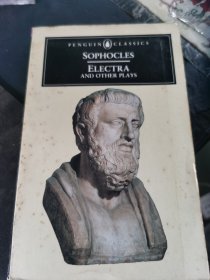 PENGUIN CLASSICS
SOPHOCLES
ELECTRA
AND OTHER PLAYS